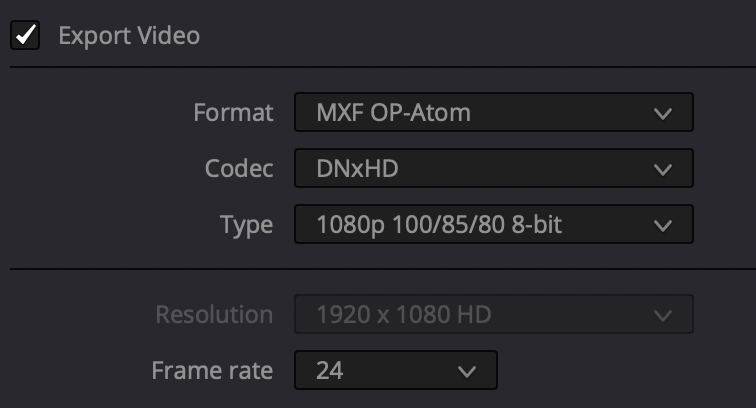 Export Video
Format MXF OP-Atom
Codec DNxHD
Type 1080p 100/85/80 8-bit
Resolution 1920 x 1080 HD
Frame rate 24